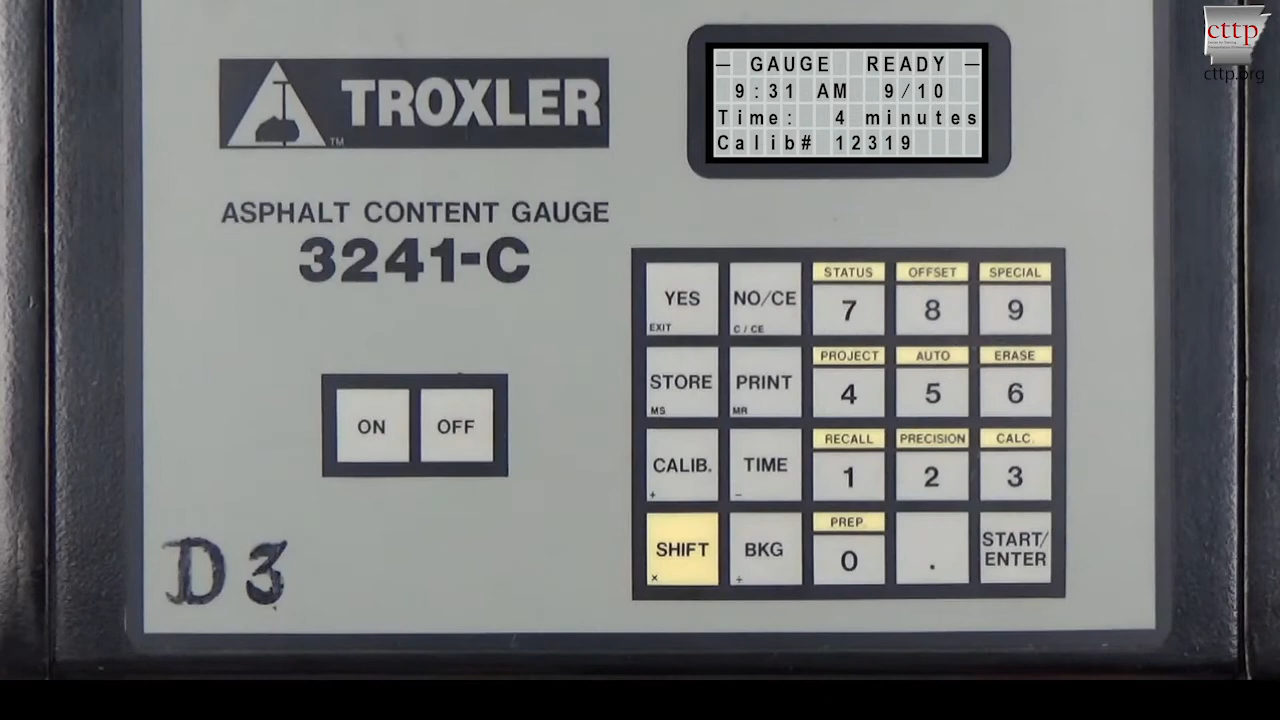 TROXLER
TM
ASPHALT CONTENT GAUGE
3241-C
ON OFF
D3
— GAUGE READY —
9:31 AM 9/10
Time: 4 minutes
Calib# 12319
YES
EXIT
NO/CE
C / CE
STATUS
7
OFFSET
8
SPECIAL
9
STORE
MS
PRINT
MR
PROJECT
4
AUTO
5
ERASE
6
CALIB.
+
TIME
−
RECALL
1
PRECISION
2
CALC.
3
SHIFT
×
BKG
÷
PREP.
0
.
START/
ENTER
cttp
cttp.org